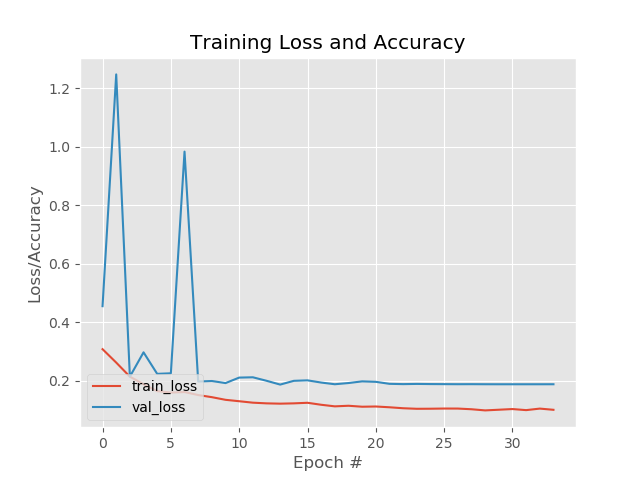 Training Loss and Accuracy
1.2
1.0
0.8
0.6
0.4
0.2
Loss/Accuracy
train_loss
val_loss
0 5 10 15 20 25 30
Epoch #